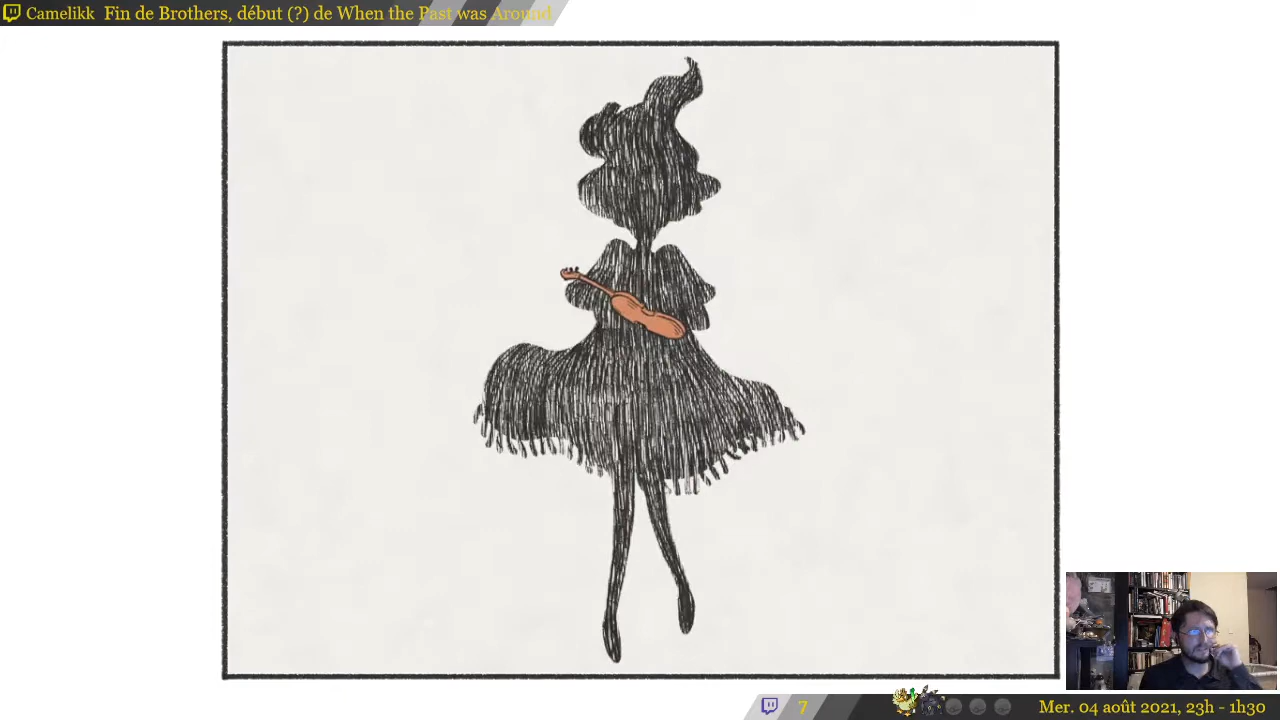 Camelikk Fin de Brothers, début (?) de When the Past was Around
7
Mer. 04 août 2021, 23h - 1h30